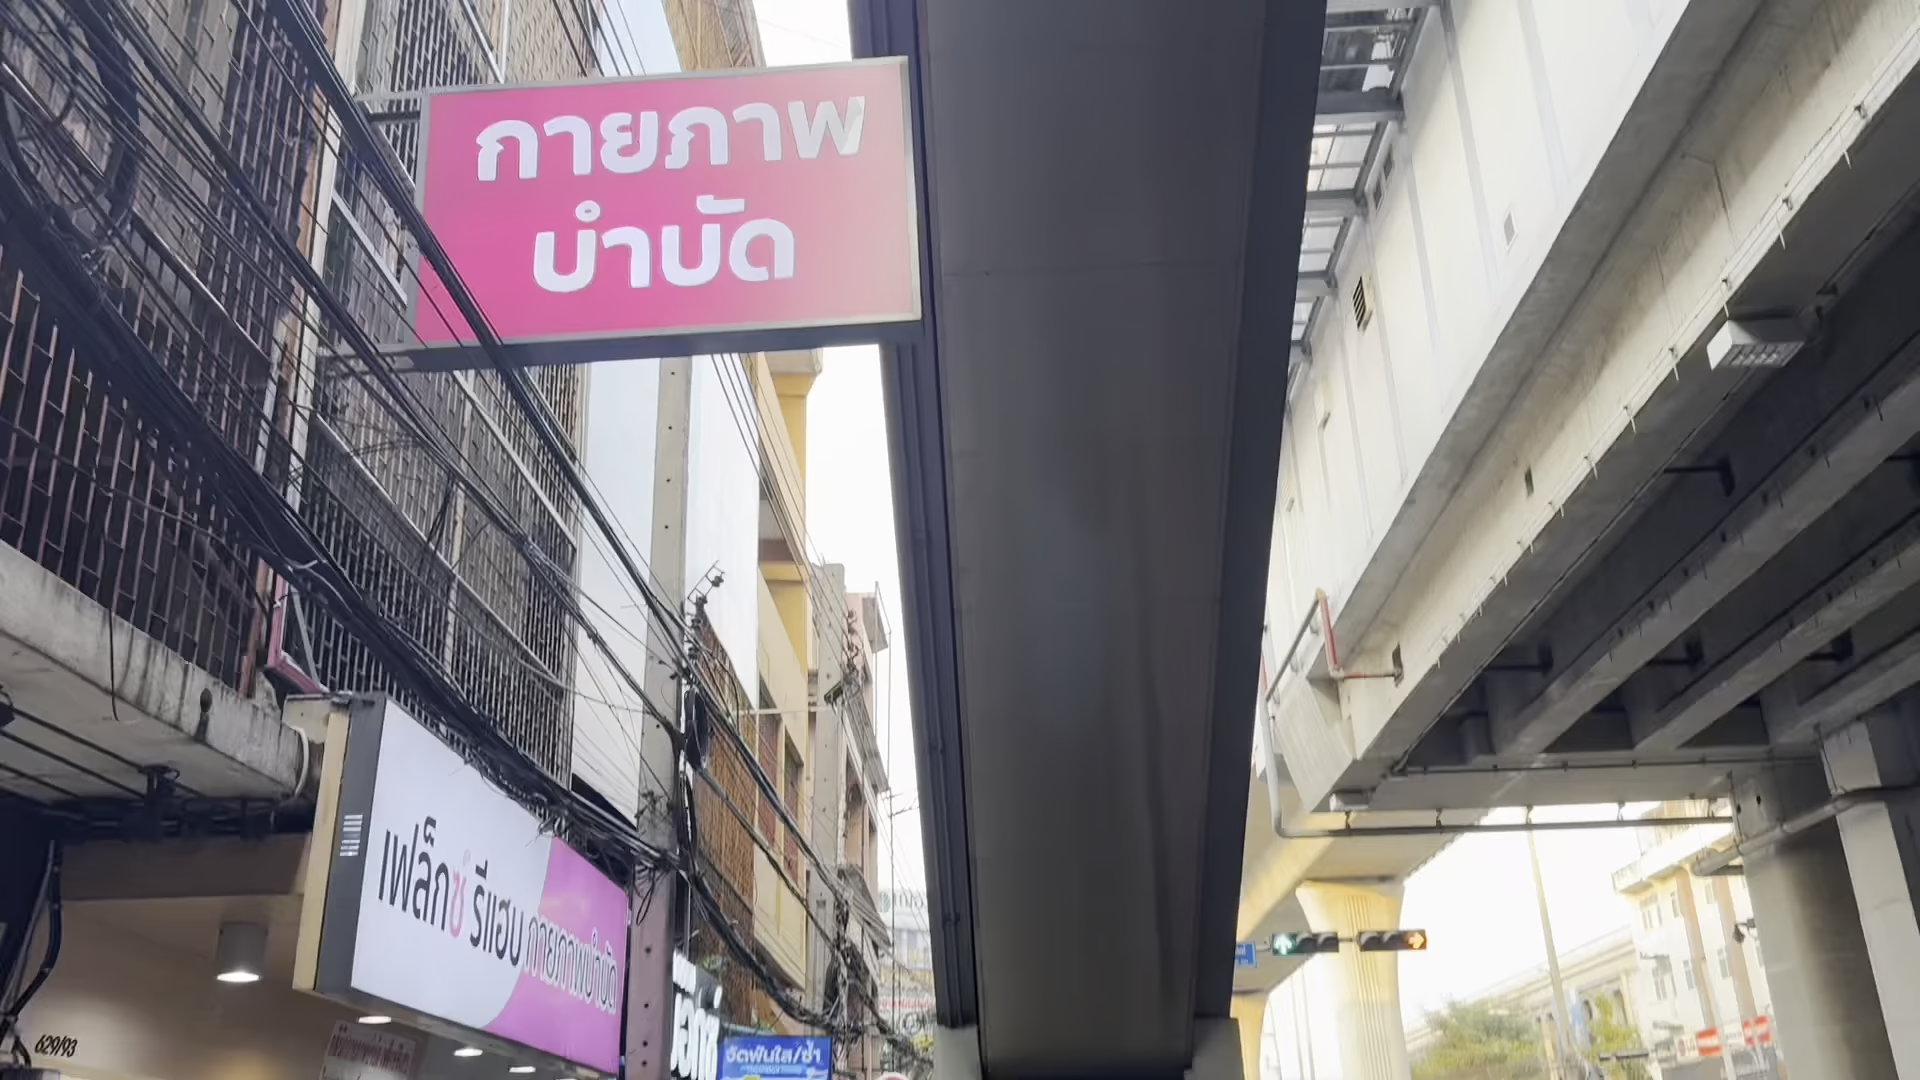 กายภาพ
บำบัด
เฟล็กซ์ รีแฮบ กายภาพบำบัด
629/93
จัดฟันใส/ย้ำ